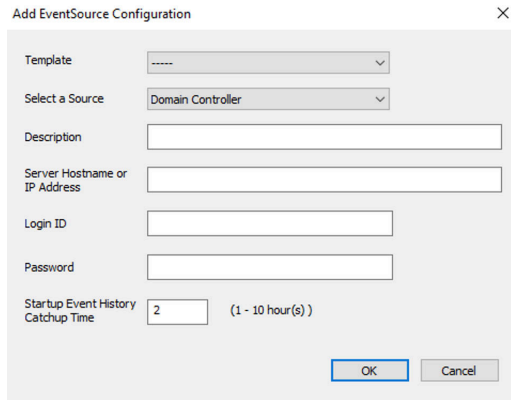 Add EventSource Configuration
Template
-----
Select a Source
Domain Controller
Description
Server Hostname or
IP Address
Login ID
Password
Startup Event History
Catchup Time
2
(1 - 10 hour(s) )
OK
Cancel